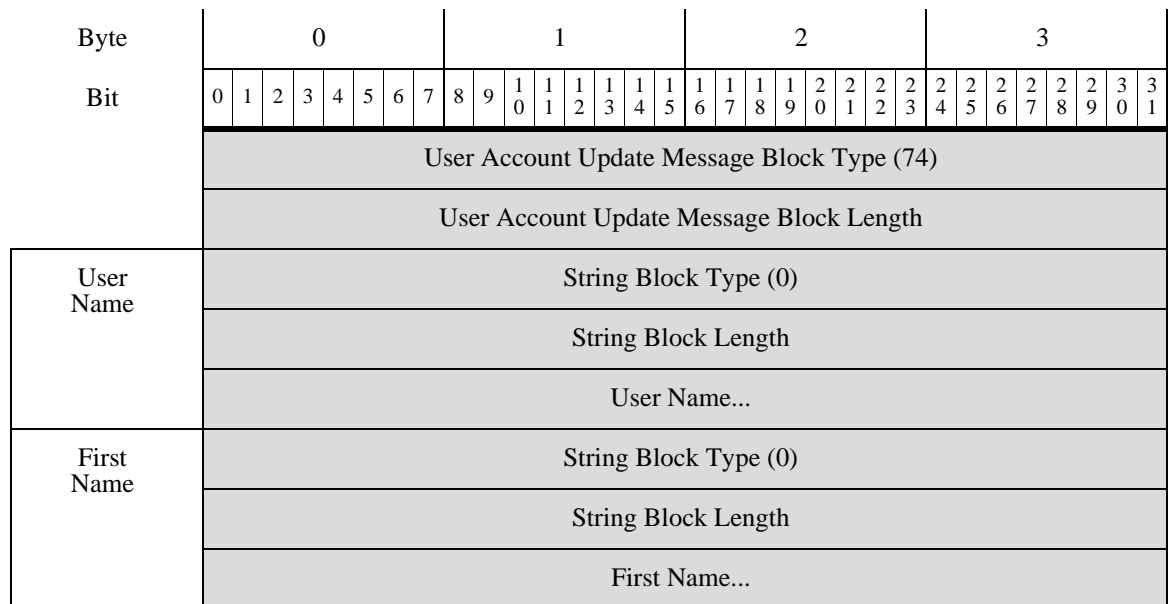 Byte 0 1 2 3
Bit 0 1 2 3 4 5 6 7 8 9 10 11 12 13 14 15 16 17 18 19 20 21 22 23 24 25 26 27 28 29 30 31
User Account Update Message Block Type (74)
User Account Update Message Block Length
User
Name
String Block Type (0)
String Block Length
User Name...
First
Name
String Block Type (0)
String Block Length
First Name...